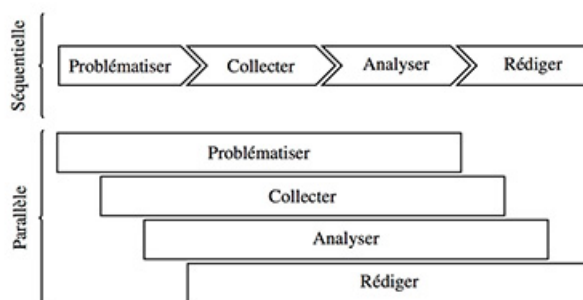 Séquentielle
Problématiser Collecter Analyser Rédiger
Parallèle
Problématiser
Collecter
Analyser
Rédiger